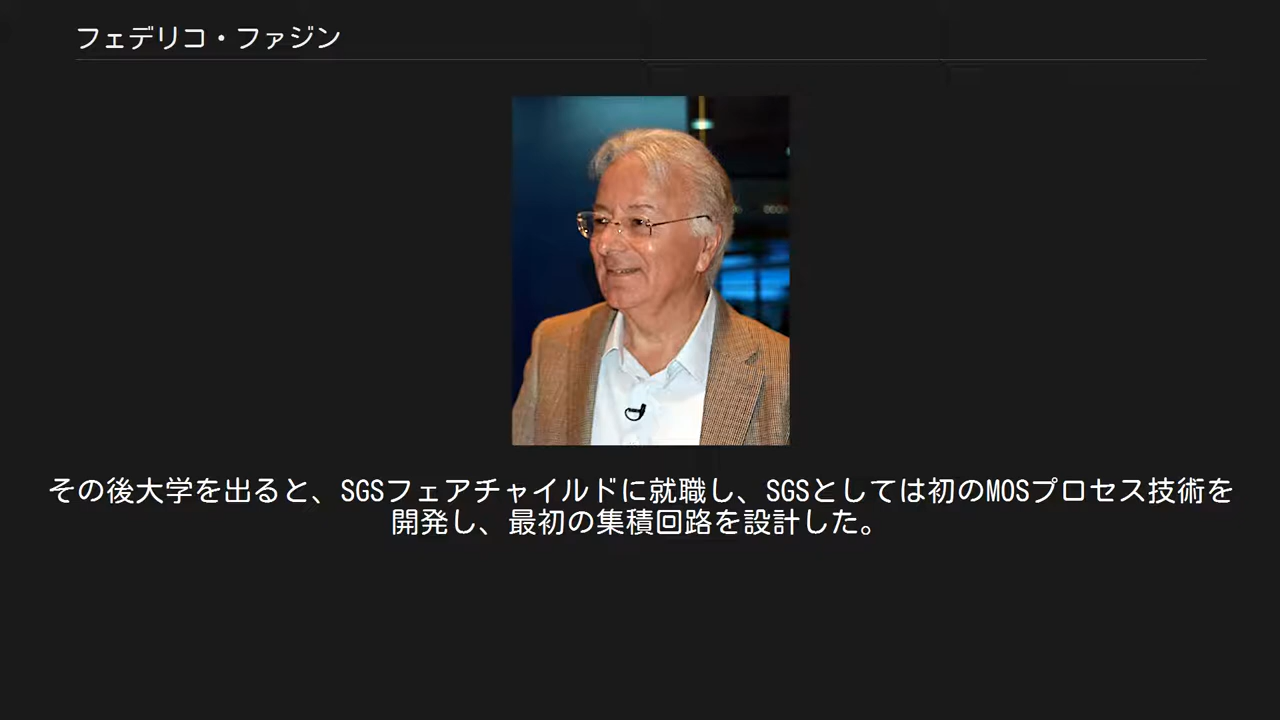 フェデリコ・ファジン
その後大学を出ると、SGSフェアチャイルドに就職し、SGSとしては初のMOSプロセス技術を
開発し、最初の集積回路を設計した。